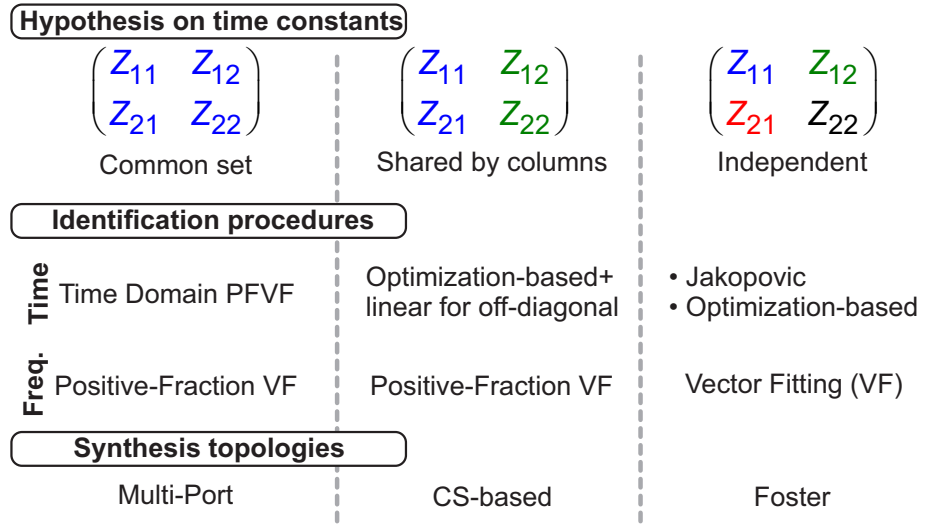 Hypothesis on time constants
Z11 Z12
Z21 Z22
Common set
Z11 Z12
Z21 Z22
Shared by columns
Z11 Z12
Z21 Z22
Independent
Identification procedures
Time
Time Domain PFVF
Optimization-based+
linear for off-diagonal
• Jakopovic
• Optimization-based
Freq.
Positive-Fraction VF
Positive-Fraction VF
Vector Fitting (VF)
Synthesis topologies
Multi-Port
CS-based
Foster